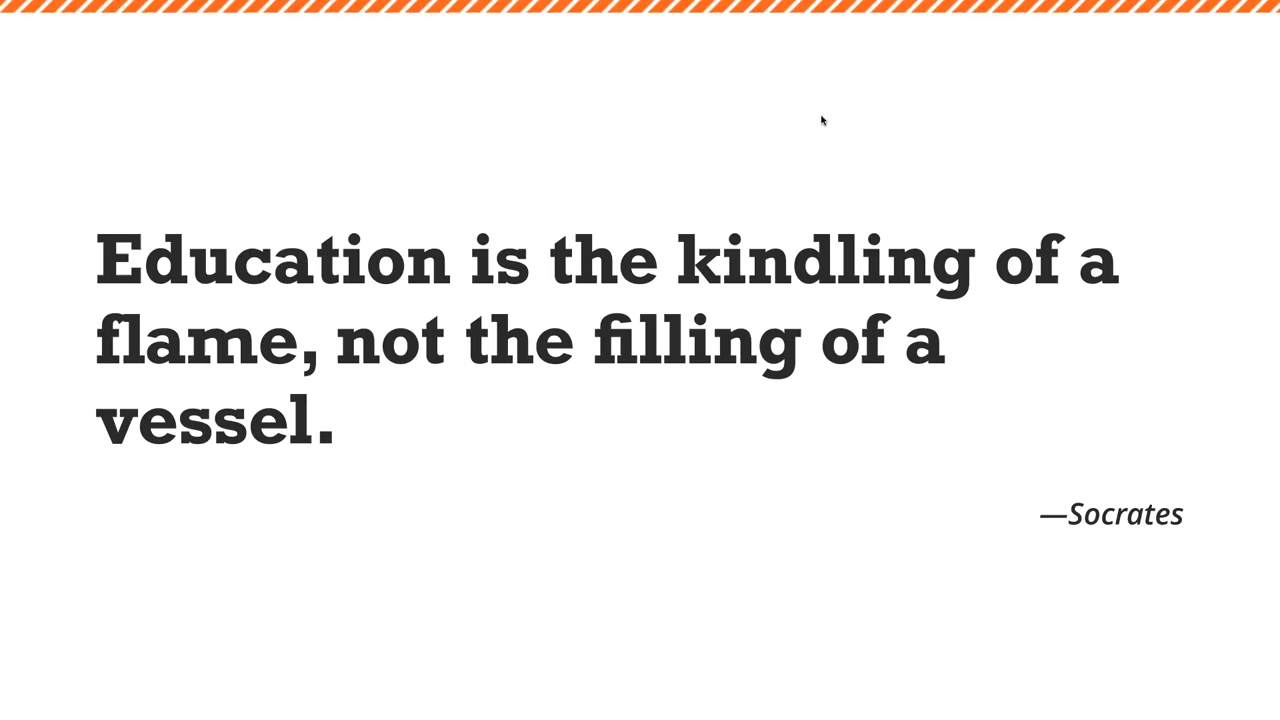 Education is the kindling of a
flame, not the filling of a
vessel.
—Socrates